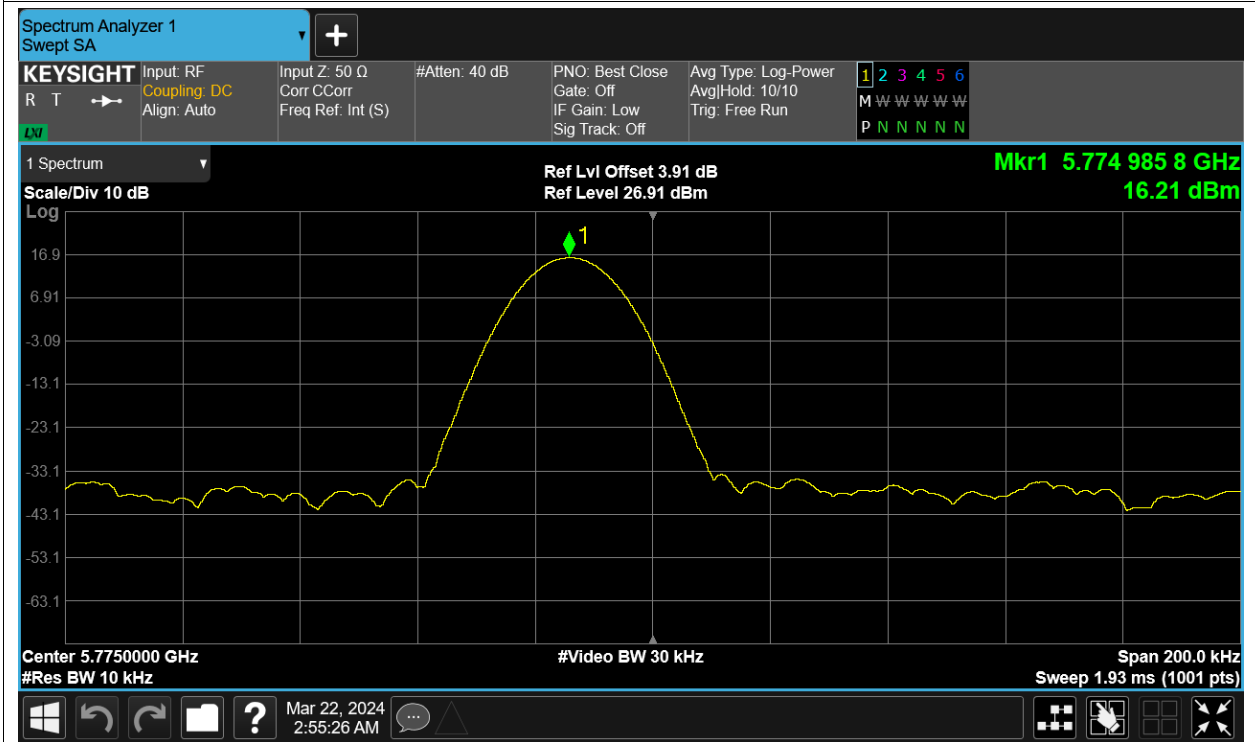 Spectrum Analyzer 1
Swept SA
+
KEYSIGHT
R T
LXI
Input: RF
Coupling: DC
Align: Auto
Input Z: 50 Ω
Corr CCorr
Freq Ref: Int (S)
#Atten: 40 dB
PNO: Best Close
Gate: Off
IF Gain: Low
Sig Track: Off
Avg Type: Log-Power
Avg|Hold: 10/10
Trig: Free Run
1 2 3 4 5 6
M W W W W W
P N N N N N
1 Spectrum
Scale/Div 10 dB
Log
Ref Lvl Offset 3.91 dB
Ref Level 26.91 dBm
Mkr1 5.774 985 8 GHz
16.21 dBm
1
16.9
6.91
-3.09
-13.1
-23.1
-33.1
-43.1
-53.1
-63.1
Center 5.7750000 GHz
#Res BW 10 kHz
#Video BW 30 kHz
Span 200.0 kHz
Sweep 1.93 ms (1001 pts)
?
Mar 22, 2024
2:55:26 AM